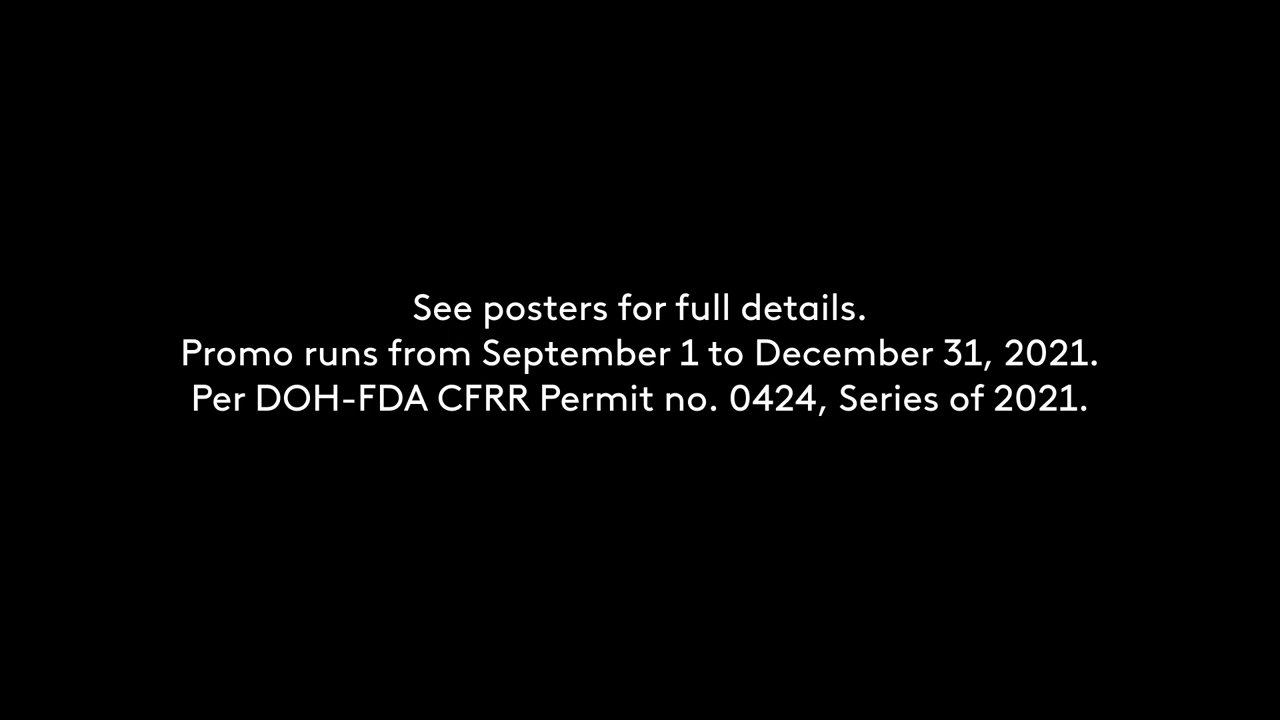 See posters for full details.
Promo runs from September 1 to December 31, 2021.
Per DOH-FDA CFRR Permit no. 0424, Series of 2021.